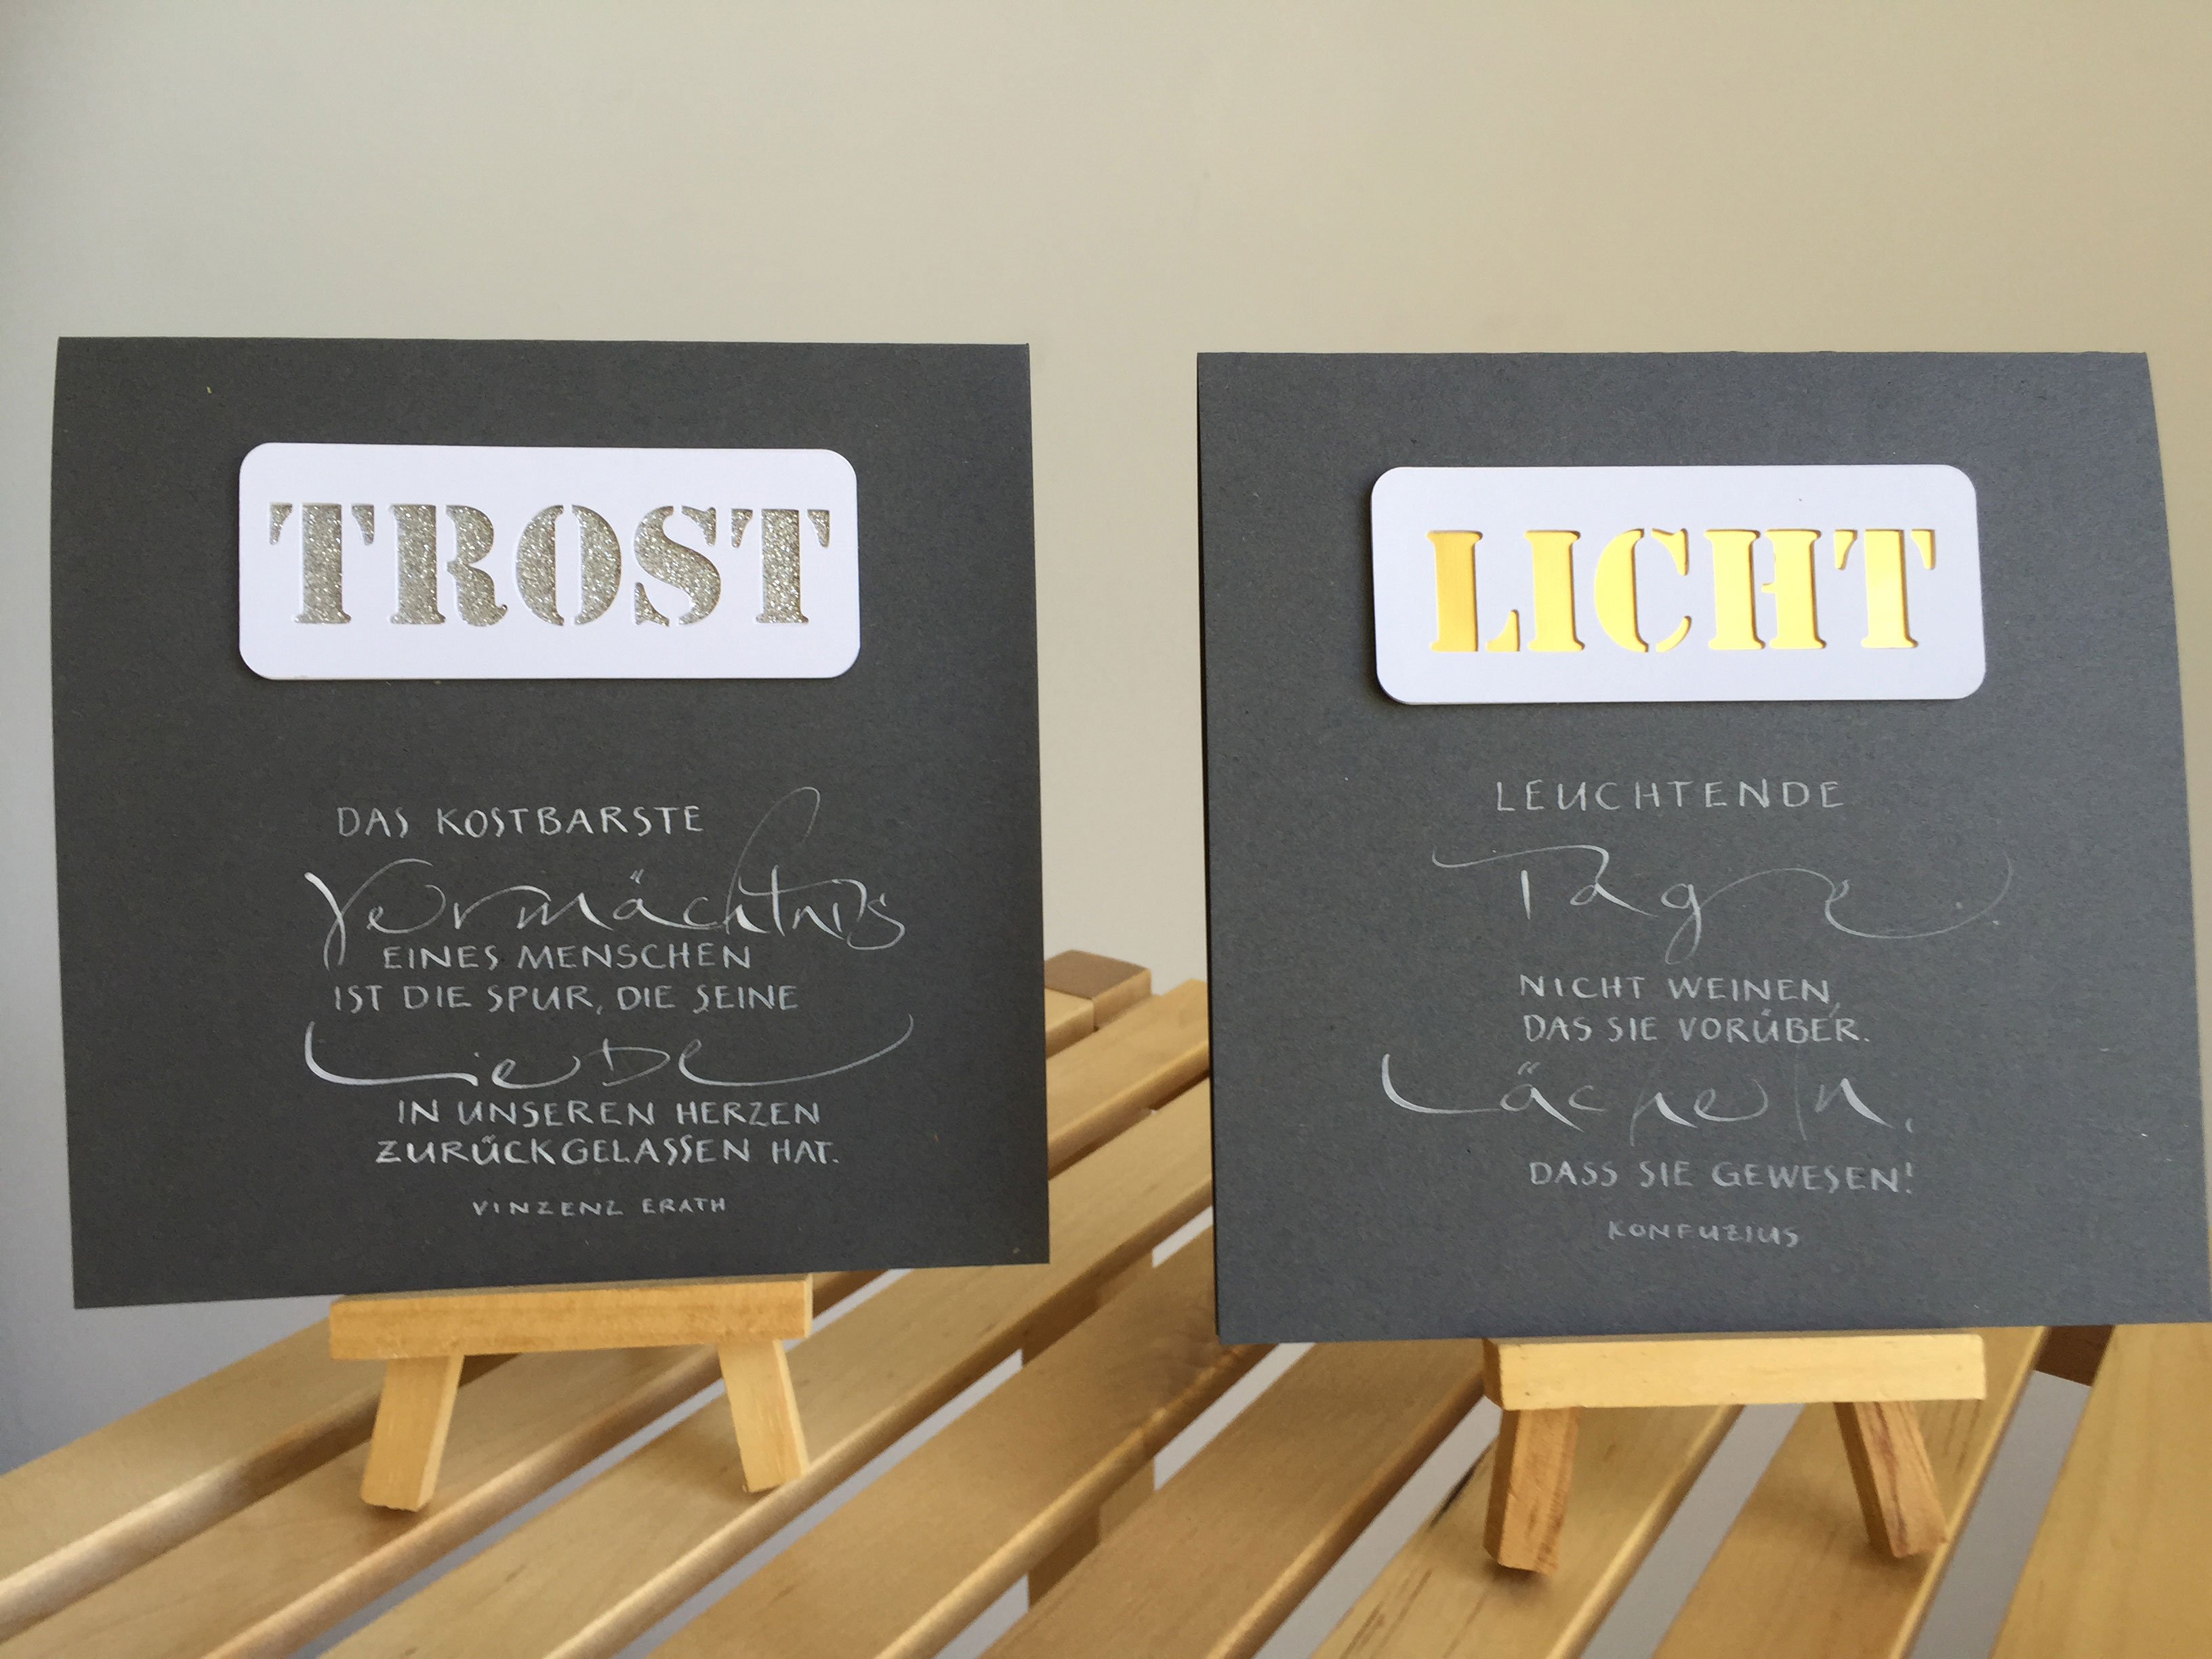 TROST
DAS KOSTBARSTE
Vermächtnis
EINES MENSCHEN
IST DIE SPUR, DIE SEINE
Liebe
IN UNSEREN HERZEN
ZURÜCKGELASSEN HAT.
VINZENZ ERATH
LICHT
LEUCHTENDE
Tage.
NICHT WEINEN,
DAS SIE VORÜBER.
Lächeln,
DASS SIE GEWESEN!
KONFUZIUS